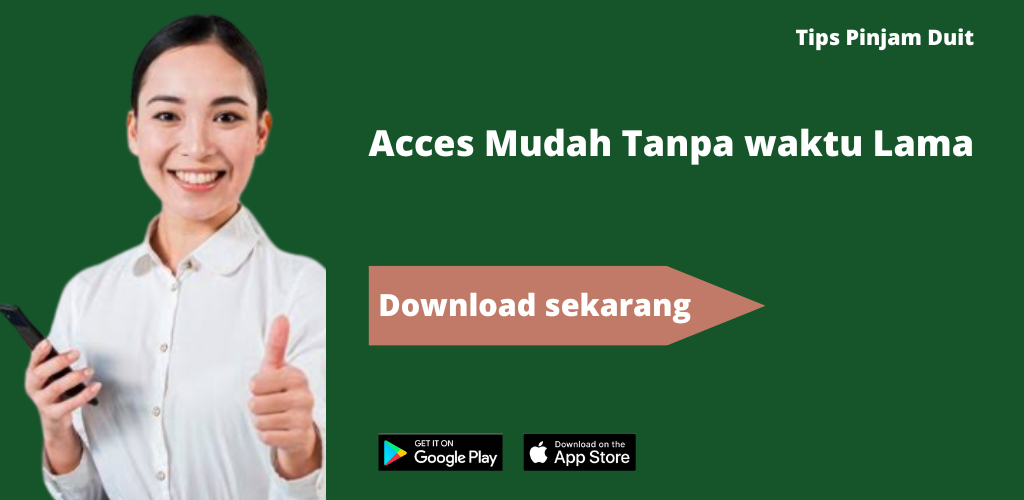 Tips Pinjam Duit
Acces Mudah Tanpa waktu Lama
Download sekarang
GET IT ON
Google Play
Download on the
App Store